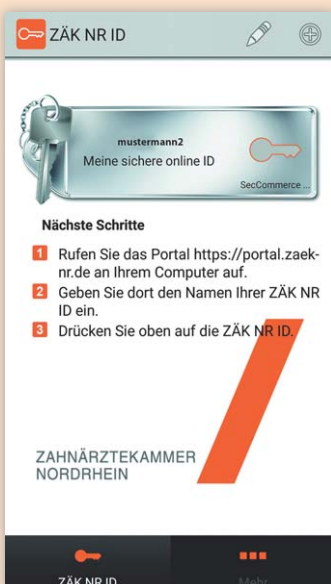 ZÄK NR ID
mustermann2
Meine sichere online ID
SecCommerce ...
Nächste Schritte
1 Rufen Sie das Portal https://portal.zaek-
nr.de an Ihrem Computer auf.
2 Geben Sie dort den Namen Ihrer ZÄK NR
ID ein.
3 Drücken Sie oben auf die ZÄK NR ID.
ZAHNÄRZTEKAMMER
NORDRHEIN
ZÄK NR ID
Mehr